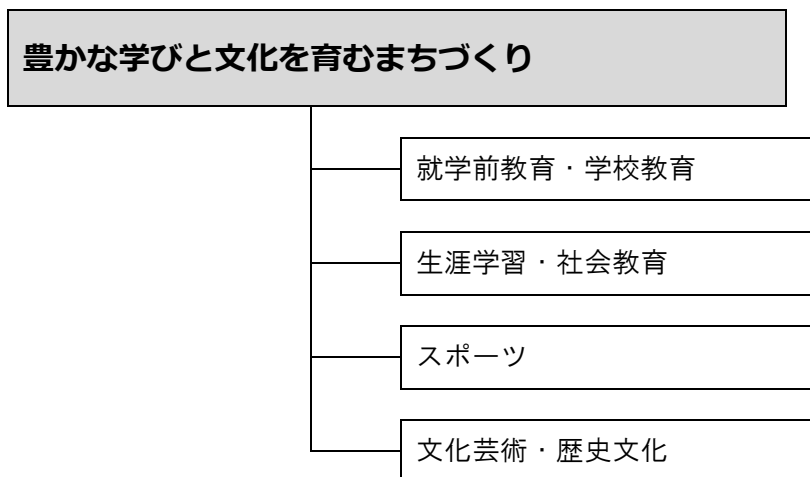 豊かな学びと文化を育むまちづくり
就学前教育・学校教育
生涯学習・社会教育
スポーツ
文化芸術・歴史文化